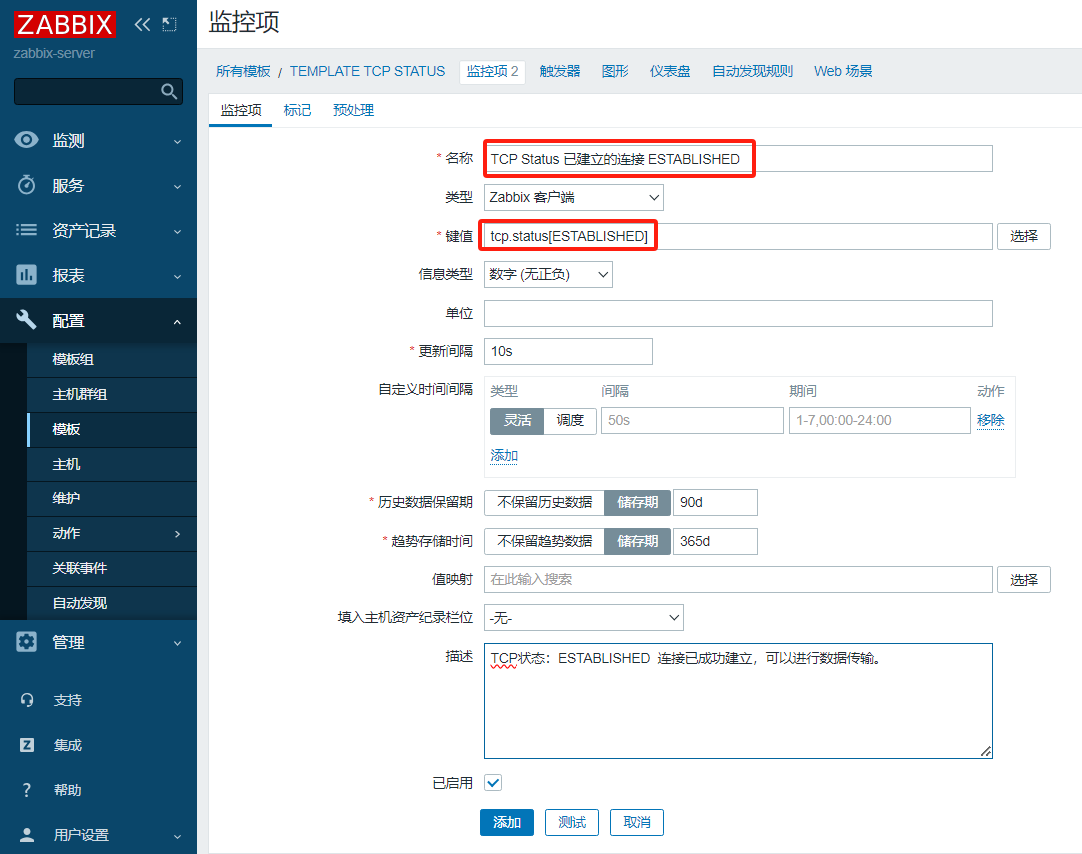 ZABBIX
zabbix-server
监测
服务
资产记录
报表
配置
模板组
主机群组
模板
主机
维护
动作
关联事件
自动发现
管理
支持
Z 集成
? 帮助
用户设置
监控项
所有模板 / TEMPLATE TCP STATUS 监控项 2 触发器 图形 仪表盘 自动发现规则 Web 场景
监控项 标记 预处理
* 名称 TCP Status 已建立的连接 ESTABLISHED
类型 Zabbix 客户端
* 键值 tcp.status[ESTABLISHED] 选择
信息类型 数字 (无正负)
单位
* 更新间隔 10s
自定义时间间隔 类型 间隔 期间 动作
灵活 调度 50s 1-7,00:00-24:00 移除
添加
* 历史数据保留期 不保留历史数据 储存期 90d
* 趋势存储时间 不保留趋势数据 储存期 365d
值映射 在此输入搜索 选择
填入主机资产纪录栏位 -无-
描述 TCP状态：ESTABLISHED 连接已成功建立，可以进行数据传输。
已启用
添加 测试 取消